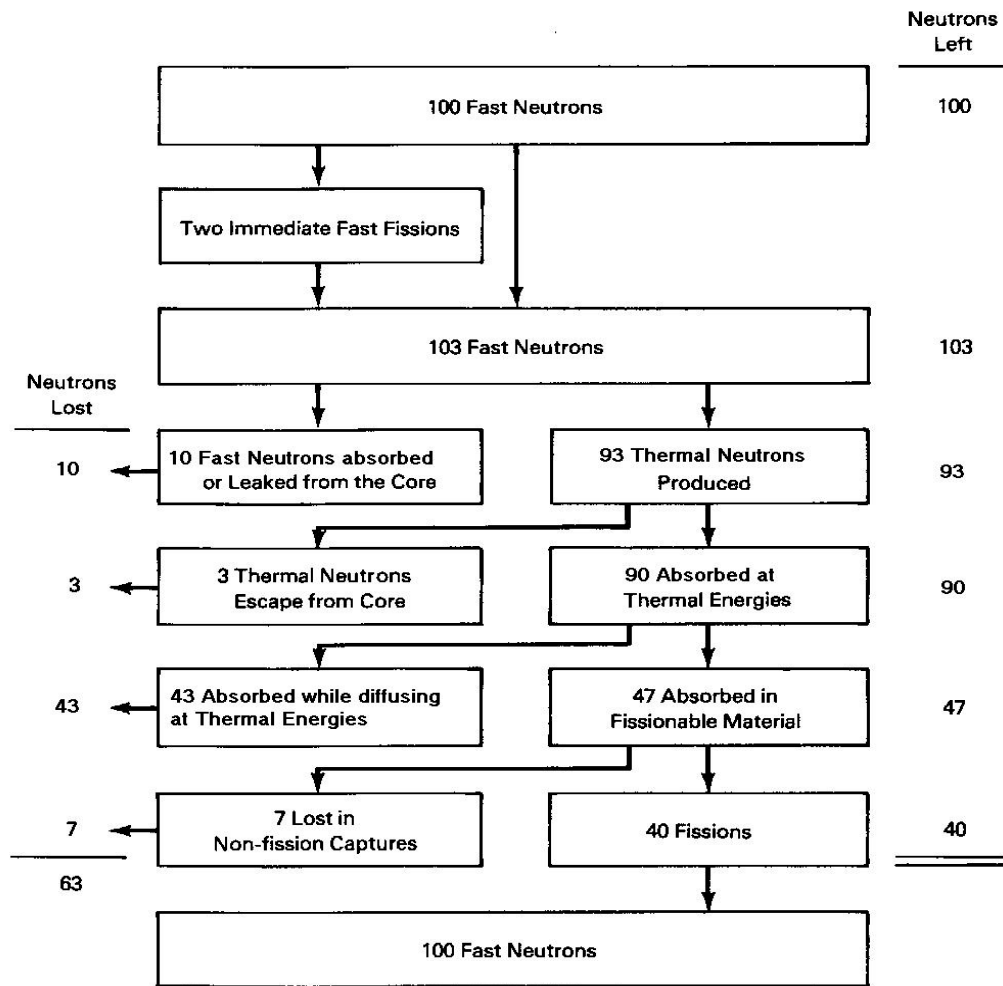 Neutrons
Left
100 Fast Neutrons
100
Two Immediate Fast Fissions
103 Fast Neutrons
103
Neutrons
Lost
10
10 Fast Neutrons absorbed
or Leaked from the Core
93 Thermal Neutrons
Produced
93
3
3 Thermal Neutrons
Escape from Core
90 Absorbed at
Thermal Energies
90
43
43 Absorbed while diffusing
at Thermal Energies
47 Absorbed in
Fissionable Material
47
7
7 Lost in
Non-fission Captures
40 Fissions
40
63
100 Fast Neutrons